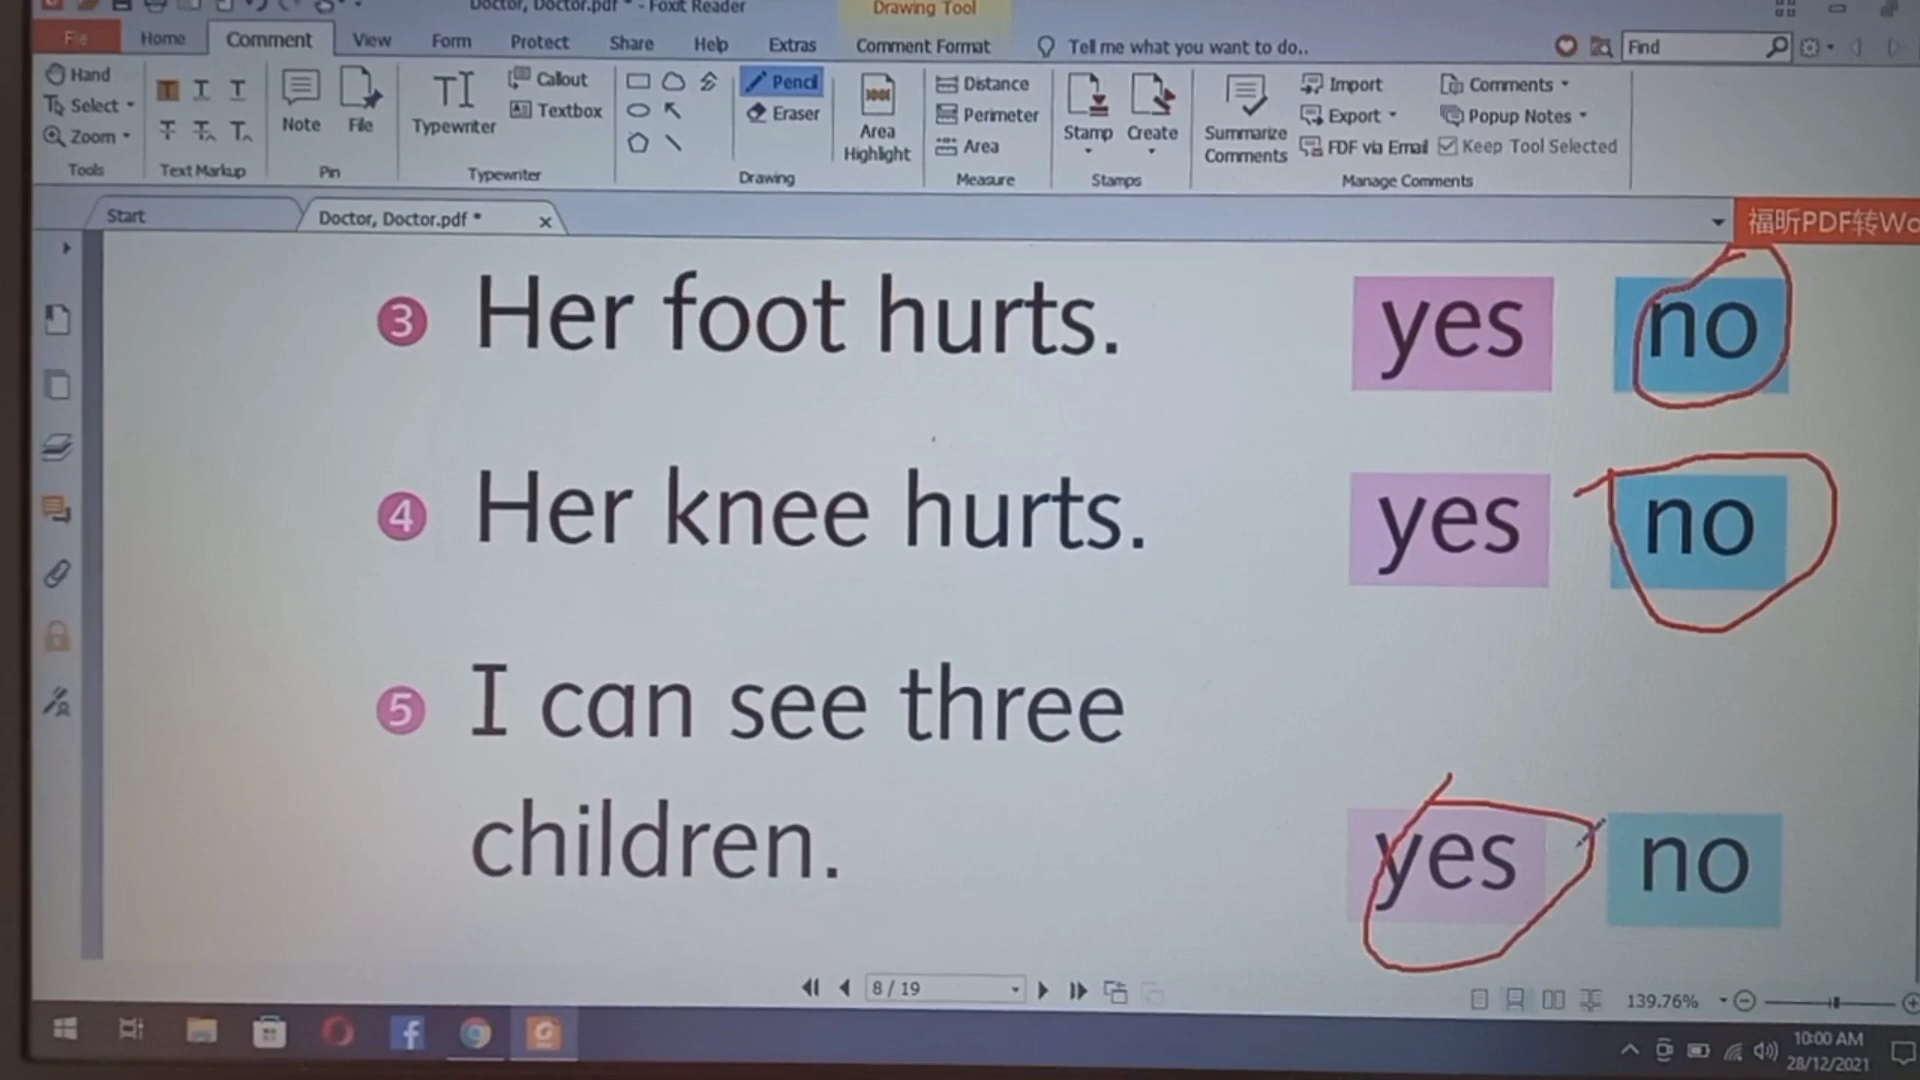 Doctor, Doctor.pdf * - Foxit Reader
Drawing Tool
File Home Comment View Form Protect Share Help Extras Comment Format Tell me what you want to do.. Find
Hand
Select
Zoom
Tools
Text Markup
Note
File
Pin
Typewriter
Callout
Textbox
Typewriter
Pencil
Eraser
Drawing
Area
Highlight
Distance
Perimeter
Area
Measure
Stamp
Create
Stamps
Summarize
Comments
Import
Export
FDF via Email
Comments
Popup Notes
Keep Tool Selected
Manage Comments
Start
Doctor, Doctor.pdf *
福昕PDF转Wo
3 Her foot hurts. yes no
4 Her knee hurts. yes no
5 I can see three
children. yes no
8 / 19
139.76%
10:00 AM
28/12/2021